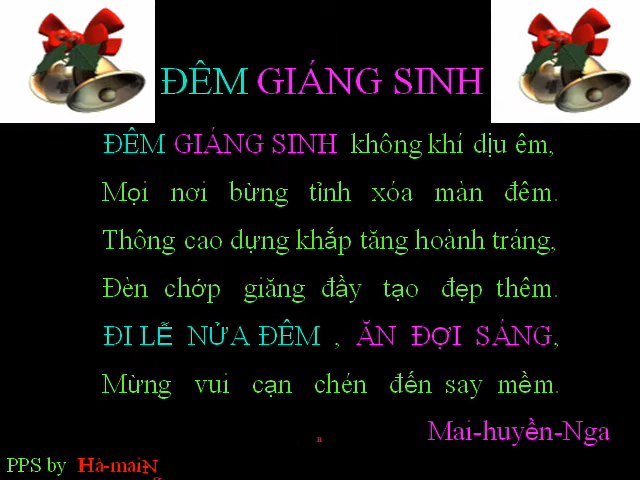 ĐÊM GIÁNG SINH
ĐÊM GIÁNG SINH không khí dịu êm,
Mọi nơi bừng tỉnh xóa màn đêm.
Thông cao dựng khắp tăng hoành tráng,
Đèn chớp giăng đầy tạo đẹp thêm.
ĐI LỄ NỬA ĐÊM , ĂN ĐỢI SÁNG,
Mừng vui cạn chén đến say mềm.
Mai-huyền-Nga
PPS by Hà-mai